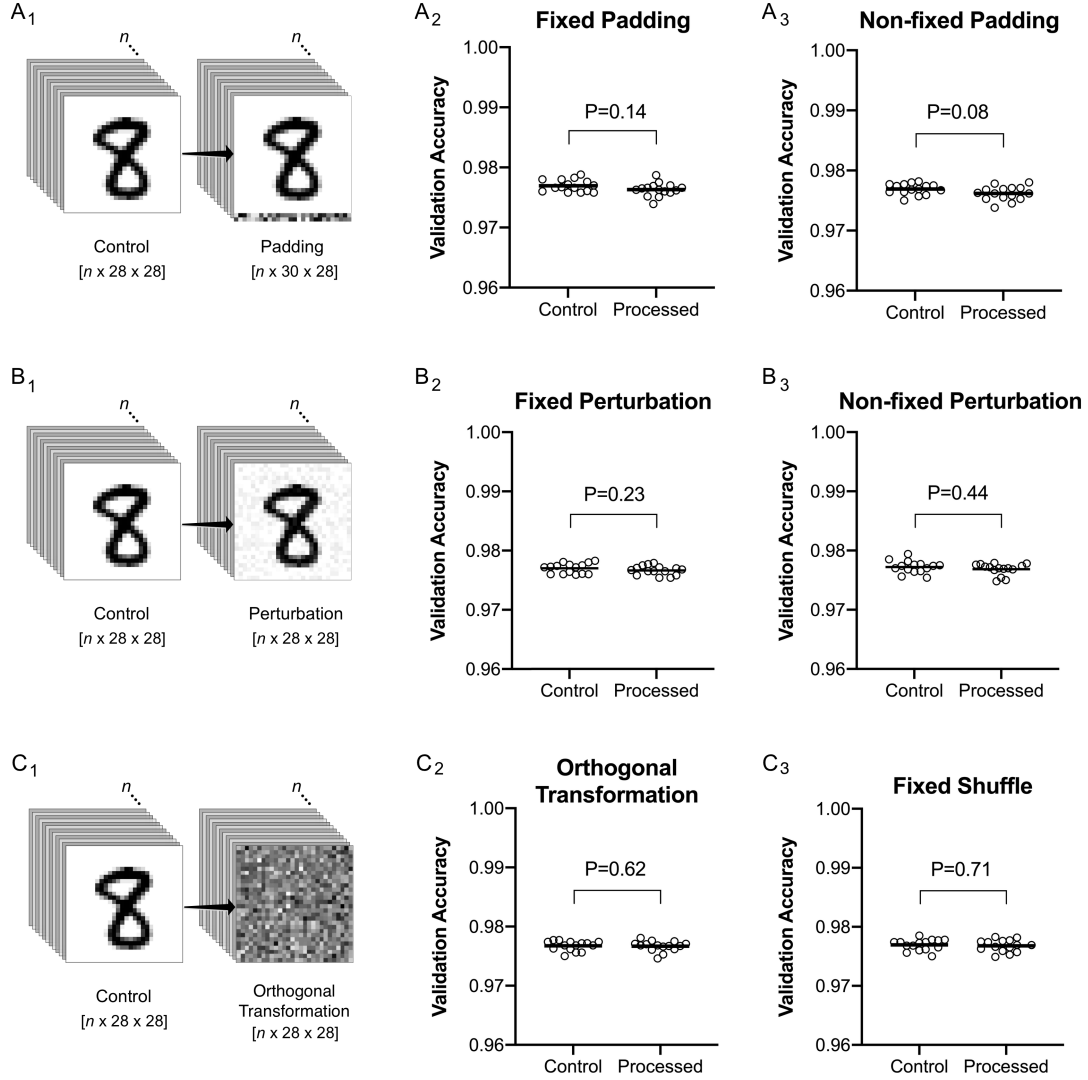 A1
n
n
Control
[n x 28 x 28]
Padding
[n x 30 x 28]
A2
Fixed Padding
Validation Accuracy
1.00
0.99
0.98
0.97
0.96
P=0.14
Control
Processed
A3
Non-fixed Padding
Validation Accuracy
1.00
0.99
0.98
0.97
0.96
P=0.08
Control
Processed
B1
n
n
Control
[n x 28 x 28]
Perturbation
[n x 28 x 28]
B2
Fixed Perturbation
Validation Accuracy
1.00
0.99
0.98
0.97
0.96
P=0.23
Control
Processed
B3
Non-fixed Perturbation
Validation Accuracy
1.00
0.99
0.98
0.97
0.96
P=0.44
Control
Processed
C1
n
n
8
Control
[n x 28 x 28]
Orthogonal
Transformation
[n x 28 x 28]
C2
Orthogonal
Transformation
Validation Accuracy
1.00
0.99
0.98
0.97
0.96
P=0.62
Control
Processed
C3
Fixed Shuffle
Validation Accuracy
1.00
0.99
0.98
0.97
0.96
P=0.71
Control
Processed